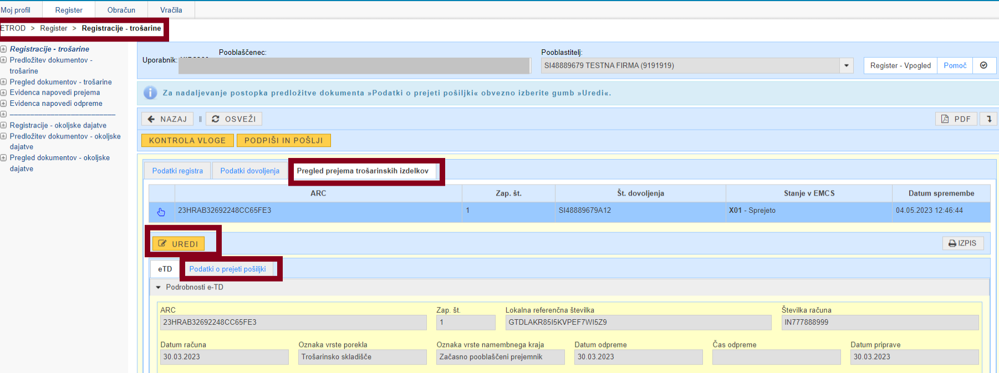 Moj profil Register Obračun Vračila
ETROD > Register > Registracije - trošarine
Registracije - trošarine
Predložitev dokumentov -
trošarine
Pregled dokumentov - trošarine
Evidenca napovedi prejema
Evidenca napovedi odpreme
--------------------------
Registracije - okoljske dajatve
Predložitev dokumentov - okoljske
dajatve
Pregled dokumentov - okoljske
dajatve
Uporabnik: Pooblaščenec: Pooblastitelj:
SI48889679 TESTNA FIRMA (9191919) Register - Vpogled Pomoč
Za nadaljevanje postopka predložitve dokumenta »Podatki o prejeti pošiljki« obvezno izberite gumb »Uredi«.
NAZAJ || OSVEŽI PDF
KONTROLA VLOGE PODPIŠI IN POŠLJI
Podatki registra Podatki dovoljenja Pregled prejema trošarinskih izdelkov
ARC Zap. št. Št. dovoljenja Stanje v EMCS Datum spremembe
23HRAB32692248CC65FE3 1 SI48889679A12 X01 - Sprejeto 04.05.2023 12:46:44
UREDI IZPIS
eTD Podatki o prejeti pošiljki
Podrobnosti e-TD
ARC Zap. št. Lokalna referenčna številka Številka računa
23HRAB32692248CC65FE3 1 GTDLAKR85I5KVPEF7WI5Z9 IN777888999
Datum računa Oznaka vrste porekla Oznaka vrste namembnega kraja Datum odpreme Čas odpreme Datum priprave
30.03.2023 Trošarinsko skladišče Začasno pooblaščeni prejemnik 30.03.2023 30.03.2023